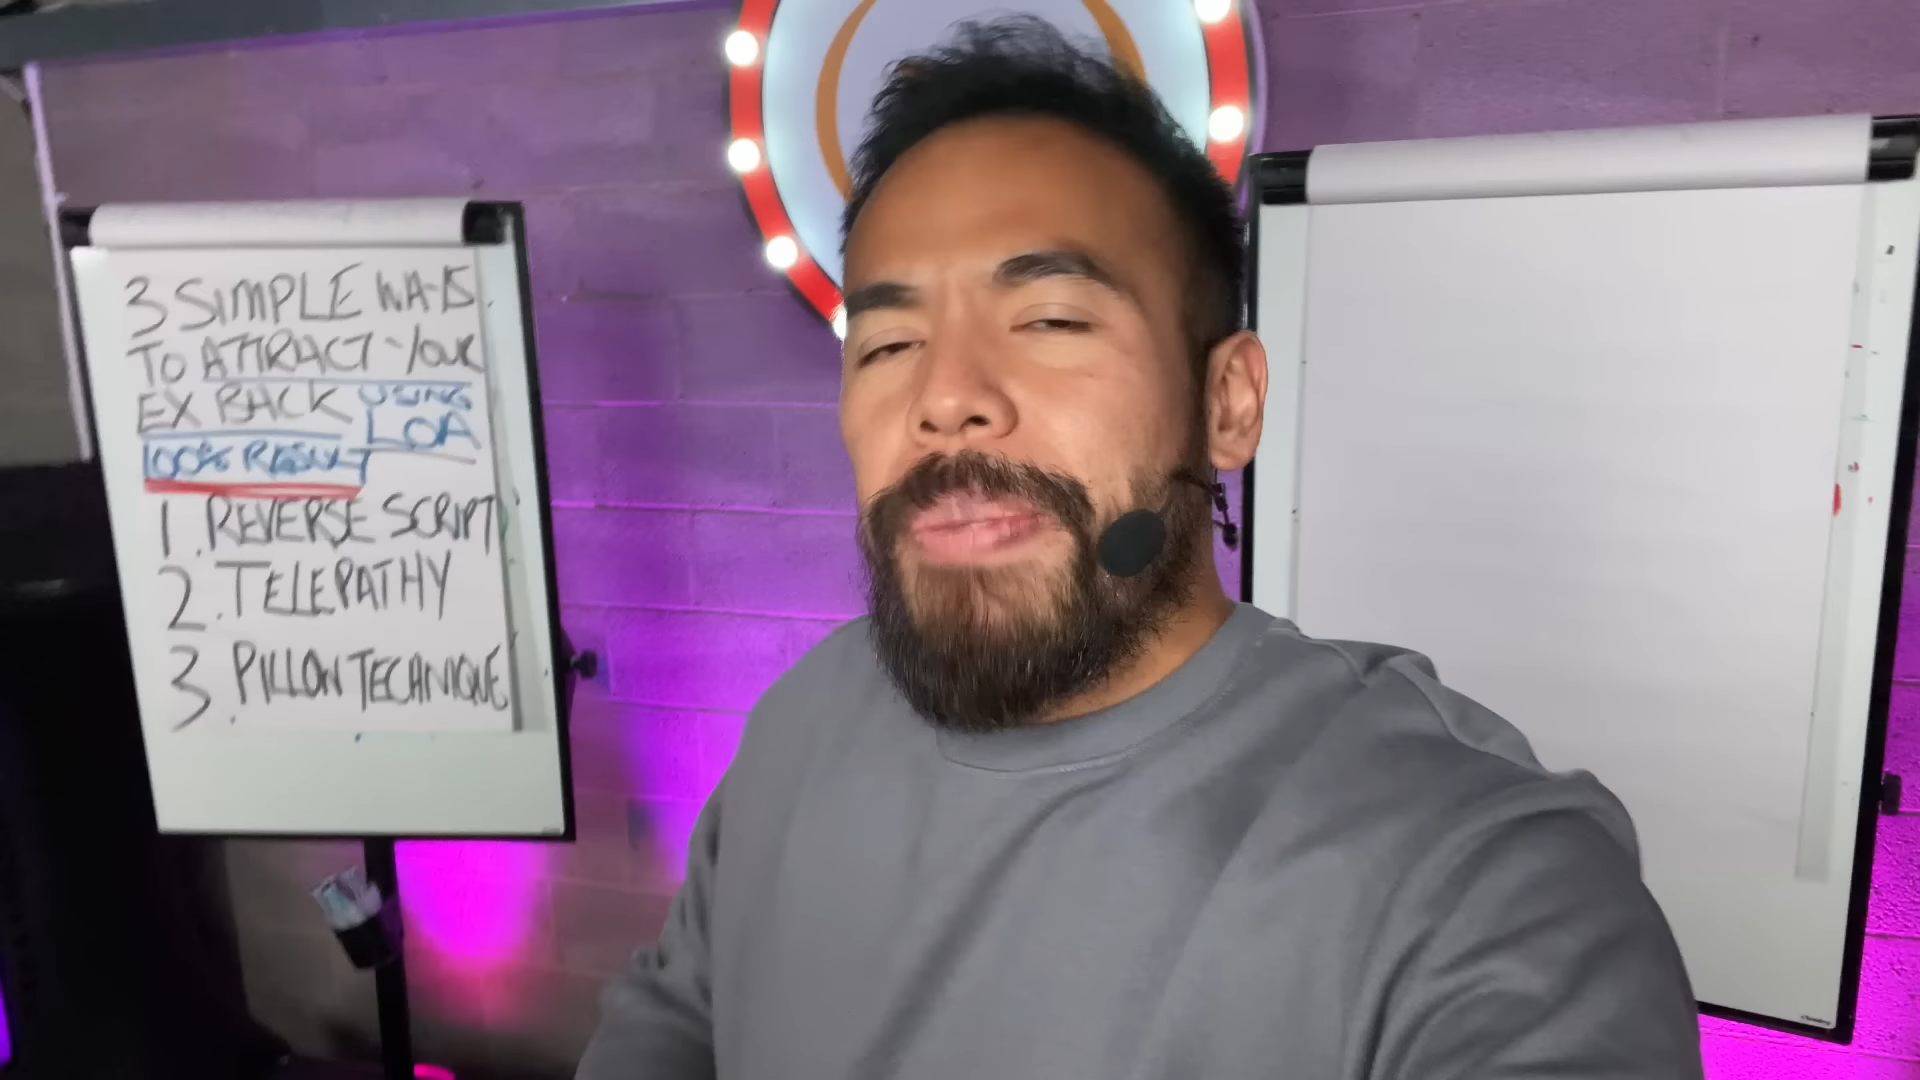 3 SIMPLE WAYS
TO ATTRACT YOUR
EX BACK USING
LOA
100% RESULT
1. REVERSE SCRIPT
2. TELEPATHY
3. PILLOW TECHNIQUE